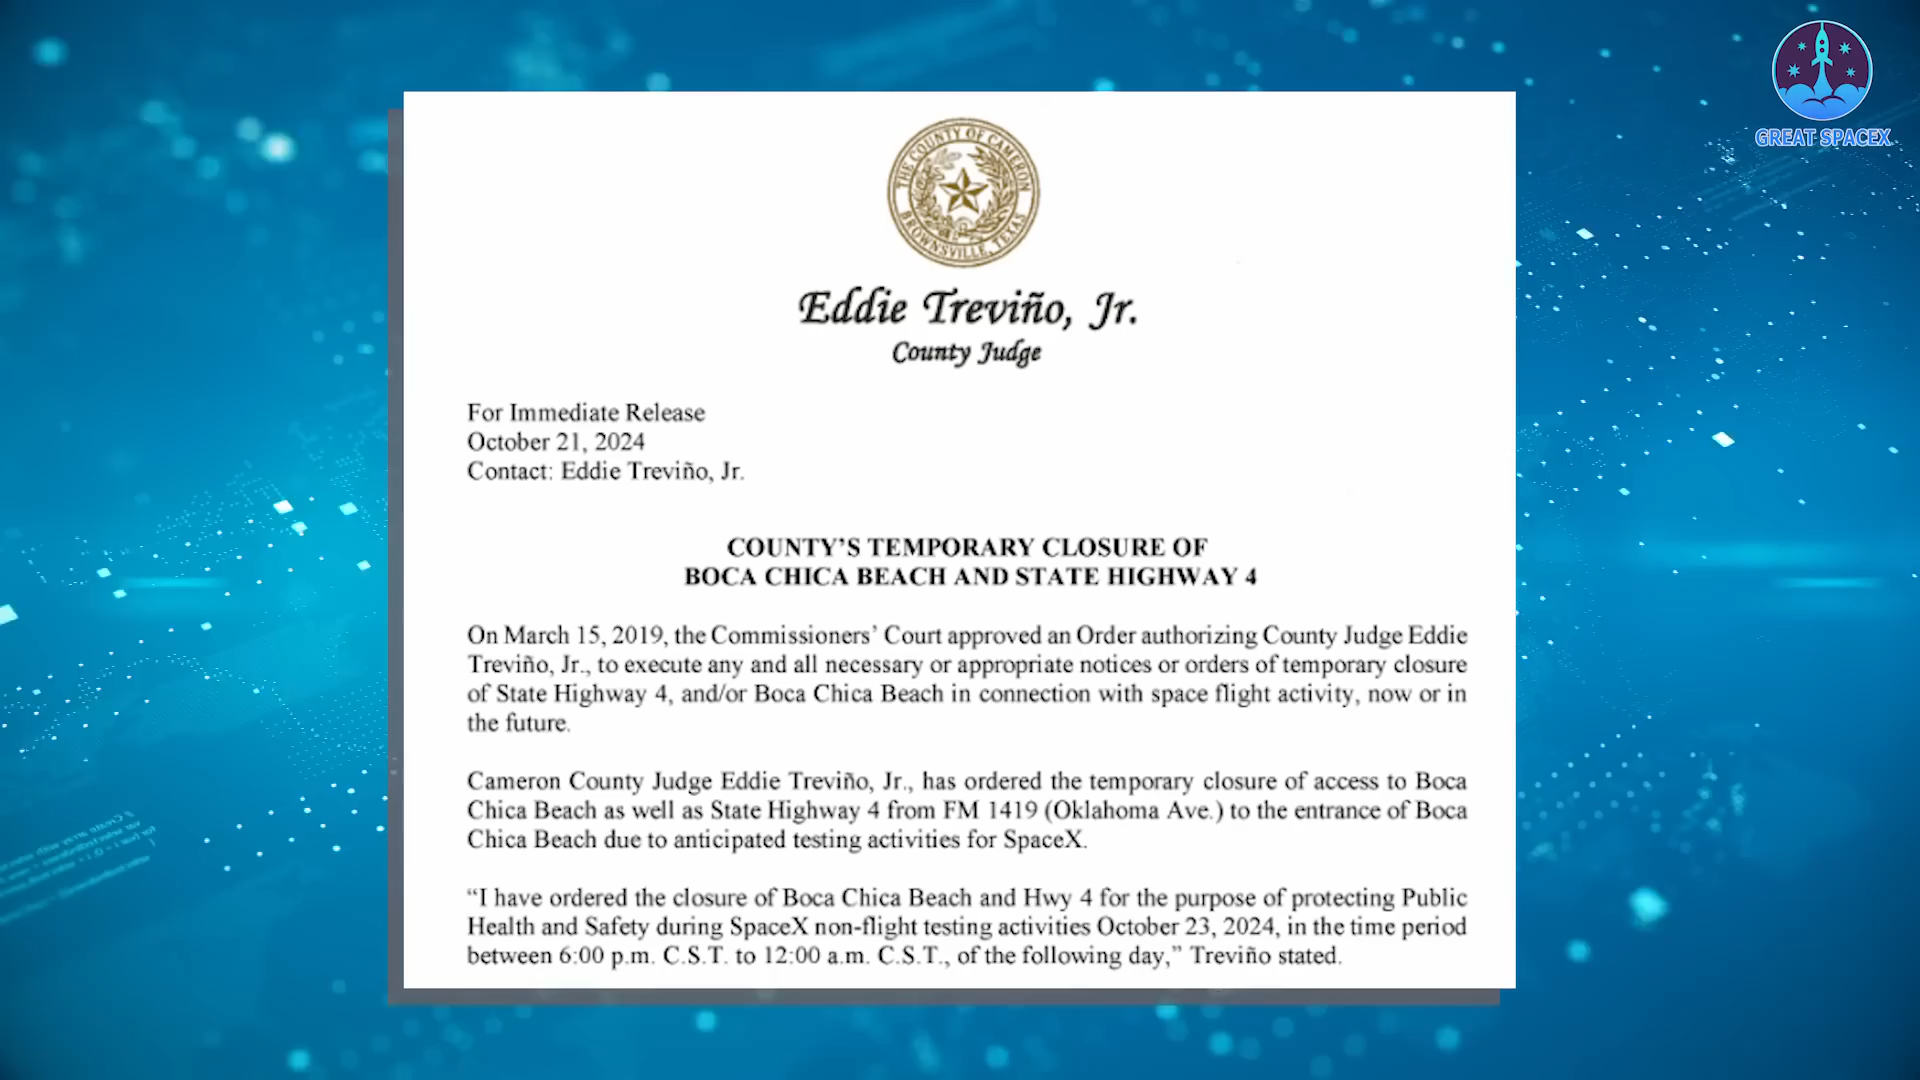 GREAT SPACEX
THE COUNTY OF CAMERON
BROWNSVILLE, TEXAS
Eddie Treviño, Jr.
County Judge
For Immediate Release
October 21, 2024
Contact: Eddie Treviño, Jr.
COUNTY’S TEMPORARY CLOSURE OF
BOCA CHICA BEACH AND STATE HIGHWAY 4
On March 15, 2019, the Commissioners’ Court approved an Order authorizing County Judge Eddie
Treviño, Jr., to execute any and all necessary or appropriate notices or orders of temporary closure
of State Highway 4, and/or Boca Chica Beach in connection with space flight activity, now or in
the future.
Cameron County Judge Eddie Treviño, Jr., has ordered the temporary closure of access to Boca
Chica Beach as well as State Highway 4 from FM 1419 (Oklahoma Ave.) to the entrance of Boca
Chica Beach due to anticipated testing activities for SpaceX.
“I have ordered the closure of Boca Chica Beach and Hwy 4 for the purpose of protecting Public
Health and Safety during SpaceX non-flight testing activities October 23, 2024, in the time period
between 6:00 p.m. C.S.T. to 12:00 a.m. C.S.T., of the following day,” Treviño stated.